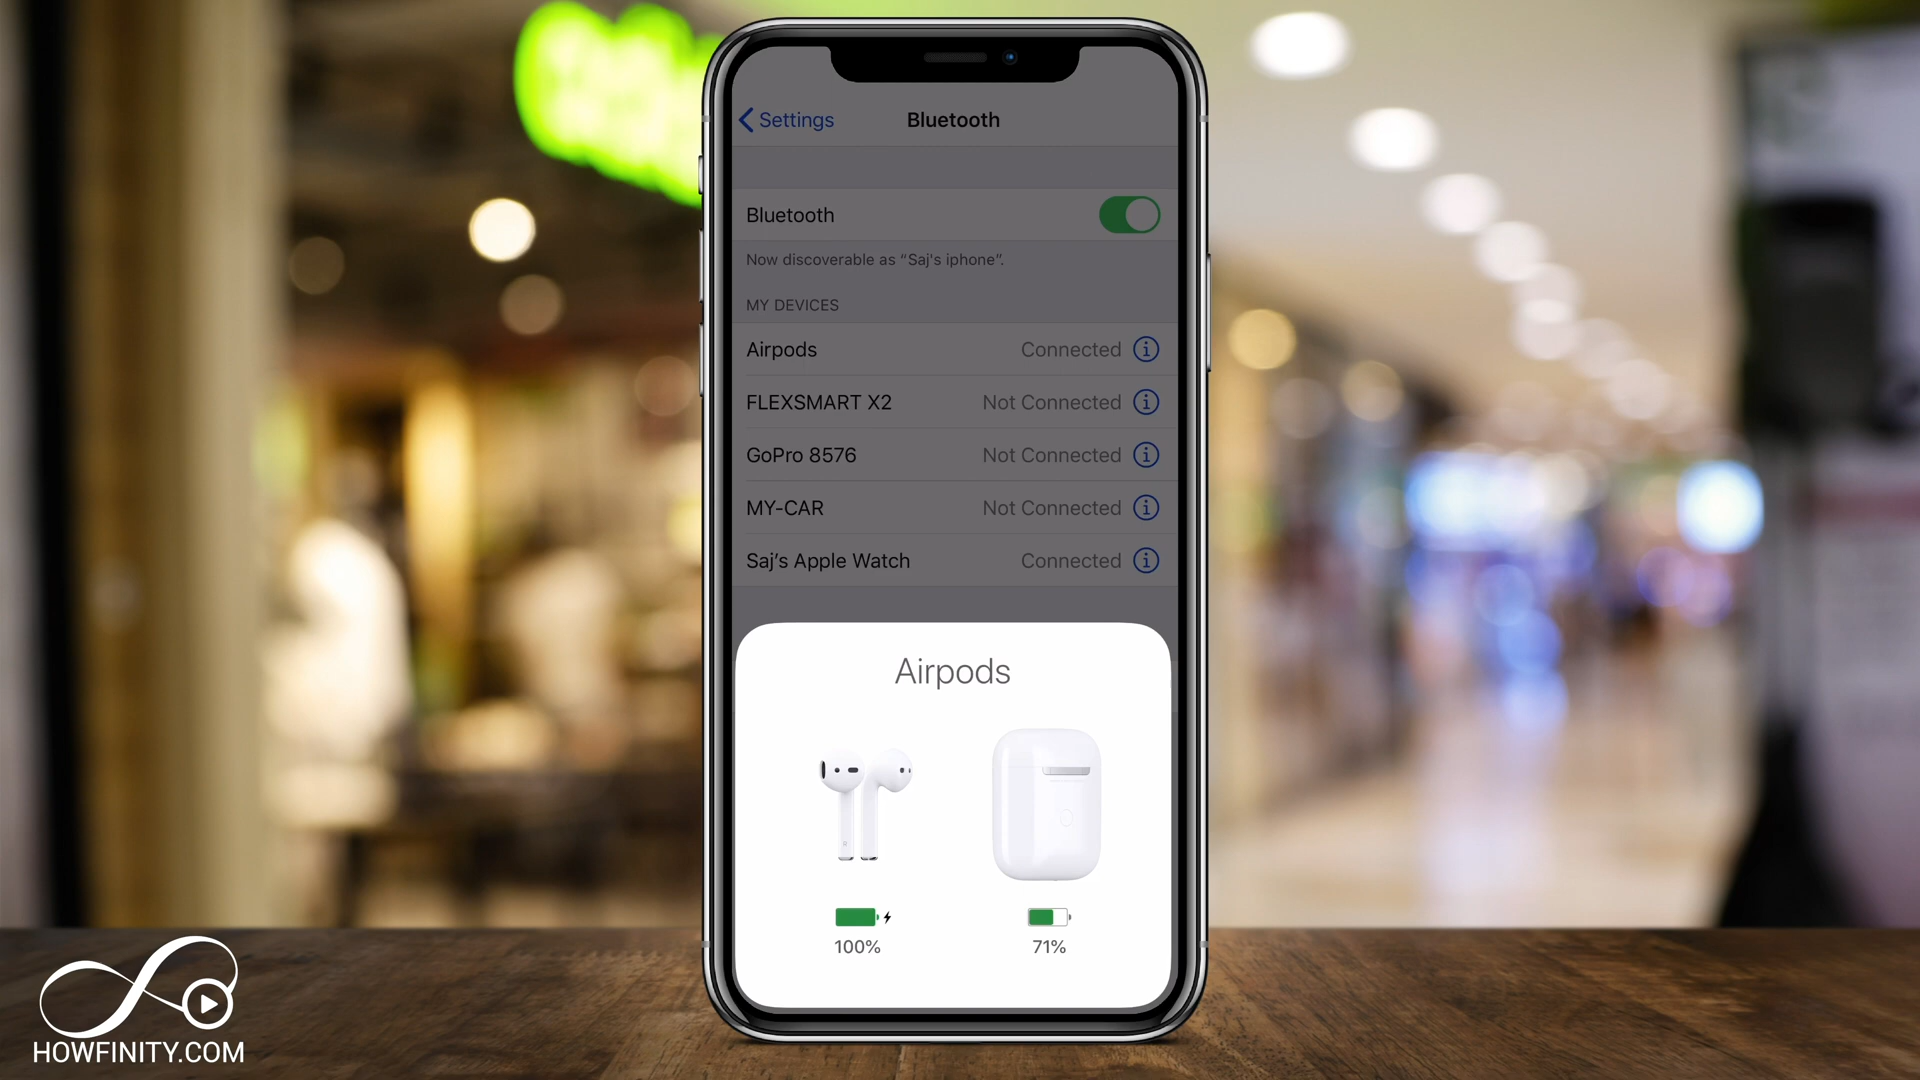 Settings
Bluetooth
Bluetooth
Now discoverable as “Saj's iphone”.
MY DEVICES
Airpods Connected
FLEXSMART X2 Not Connected
GoPro 8576 Not Connected
MY-CAR Not Connected
Saj’s Apple Watch Connected
Airpods
100%
71%
HOWFINITY.COM